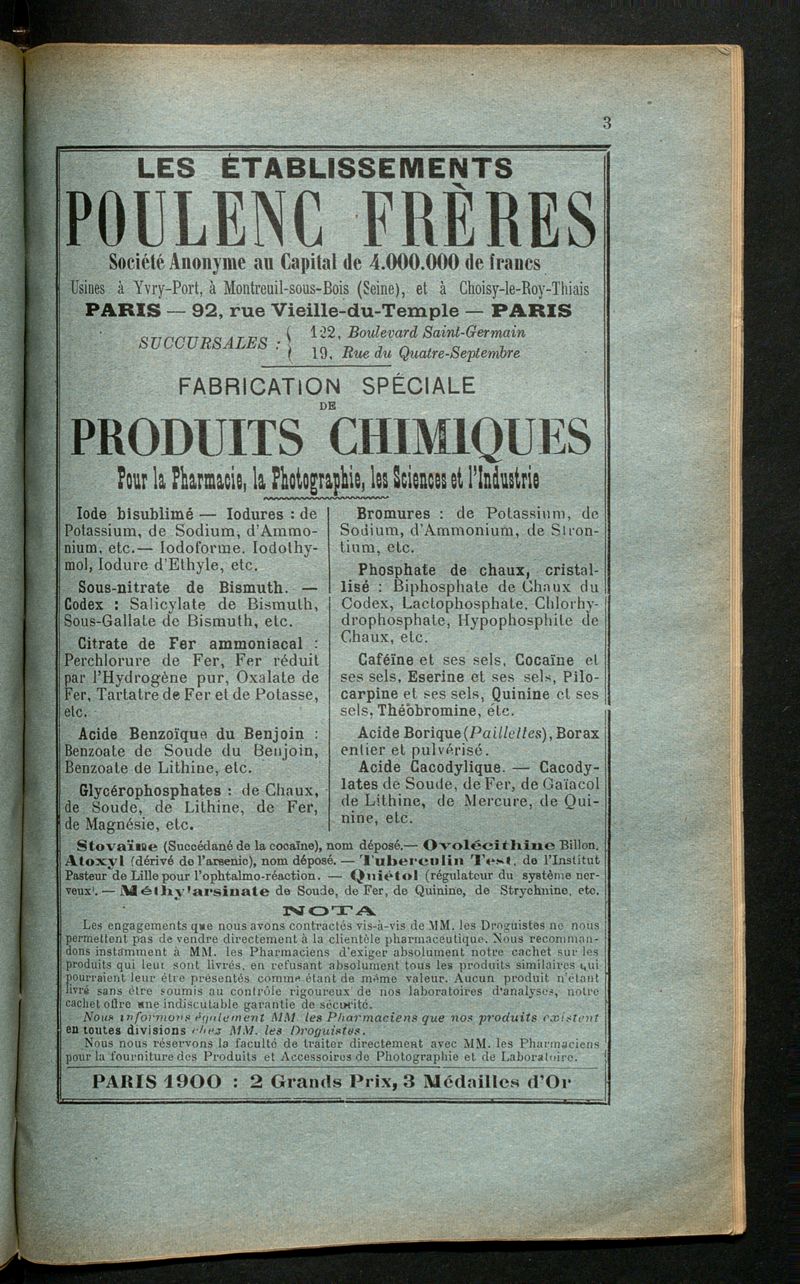 3
LES ÉTABLISSEMENTS
POULENC FRÈRES
Société Anonyme au Capital de 4.000.000 de francs
Usines à Yvry-Port, à Montreuil-sous-Bois (Seine), et à Choisy-le-Roy-Thiais
PARIS — 92, rue Vieille-du-Temple — PARIS
SUCCURSALES : { 122, Boulevard Saint-Germain
19, Rue du Quatre-Septembre
FABRICATION SPÉCIALE
DE
PRODUITS CHIMIQUES
Pour la Pharmacie, la Photographie, les Sciences et l'Industrie
Iode bisublimé — Iodures : de
Potassium, de Sodium, d'Ammo-
nium, etc.— Iodoforme. Iodothy-
mol, Iodure d'Ethyle, etc.
Sous-nitrate de Bismuth. —
Codex : Salicylate de Bismuth,
Sous-Gallate de Bismuth, etc.
Citrate de Fer ammoniacal :
Perchlorure de Fer, Fer réduit
par l'Hydrogène pur, Oxalate de
Fer, Tartatre de Fer et de Potasse,
etc.
Acide Benzoïque du Benjoin :
Benzoate de Soude du Benjoin,
Benzoate de Lithine, etc.
Glycérophosphates : de Chaux,
de Soude, de Lithine, de Fer,
de Magnésie, etc.
Bromures : de Potassium, de
Sodium, d'Ammonium, de Stron-
tium, etc.
Phosphate de chaux, cristal-
lisé : Biphosphate de Chaux du
Codex, Lactophosphate, Chlorhy-
drophosphate, Hypophosphite de
Chaux, etc.
Caféïne et ses sels, Cocaïne et
ses sels, Eserine et ses sels, Pilo-
carpine et ses sels, Quinine et ses
sels, Théobromine, etc.
Acide Borique (Paillettes), Borax
entier et pulvérisé.
Acide Cacodylique. — Cacody-
lates de Soude, de Fer, de Gaïacol
de Lithine, de Mercure, de Qui-
nine, etc.
Stovaïne (Succédané de la cocaïne), nom déposé.— Ovolécithine Billon.
Atoxyl (dérivé de l'arsenic), nom déposé. — Tuberculin Test, de l'Institut
Pasteur de Lille pour l'ophtalmo-réaction. — Quiétol (régulateur du système ner-
veux). — Méthy'arsinate de Soude, de Fer, de Quinine, de Strychnine, etc.
NOTA
Les engagements que nous avons contractés vis-à-vis de MM. les Droguistes ne nous
permettent pas de vendre directement à la clientèle pharmaceutique. Nous recomman-
dons instamment à MM. les Pharmaciens d'exiger absolument notre cachet sur les
produits qui leur sont livrés, en refusant absolument tous les produits similaires qui
pourraient leur être présentés comme étant de même valeur. Aucun produit n'étant
livré sans être soumis au contrôle rigoureux de nos laboratoires d'analyses, notre
cachet offre une indiscutable garantie de sécurité.
Nous informons également MM. les Pharmaciens que nos produits existent
en toutes divisions chez MM. les Droguistes.
Nous nous réservons la faculté de traiter directement avec MM. les Pharmaciens
pour la fourniture des Produits et Accessoires de Photographie et de Laboratoire.
PARIS 1900 : 2 Grands Prix, 3 Médailles d'Or